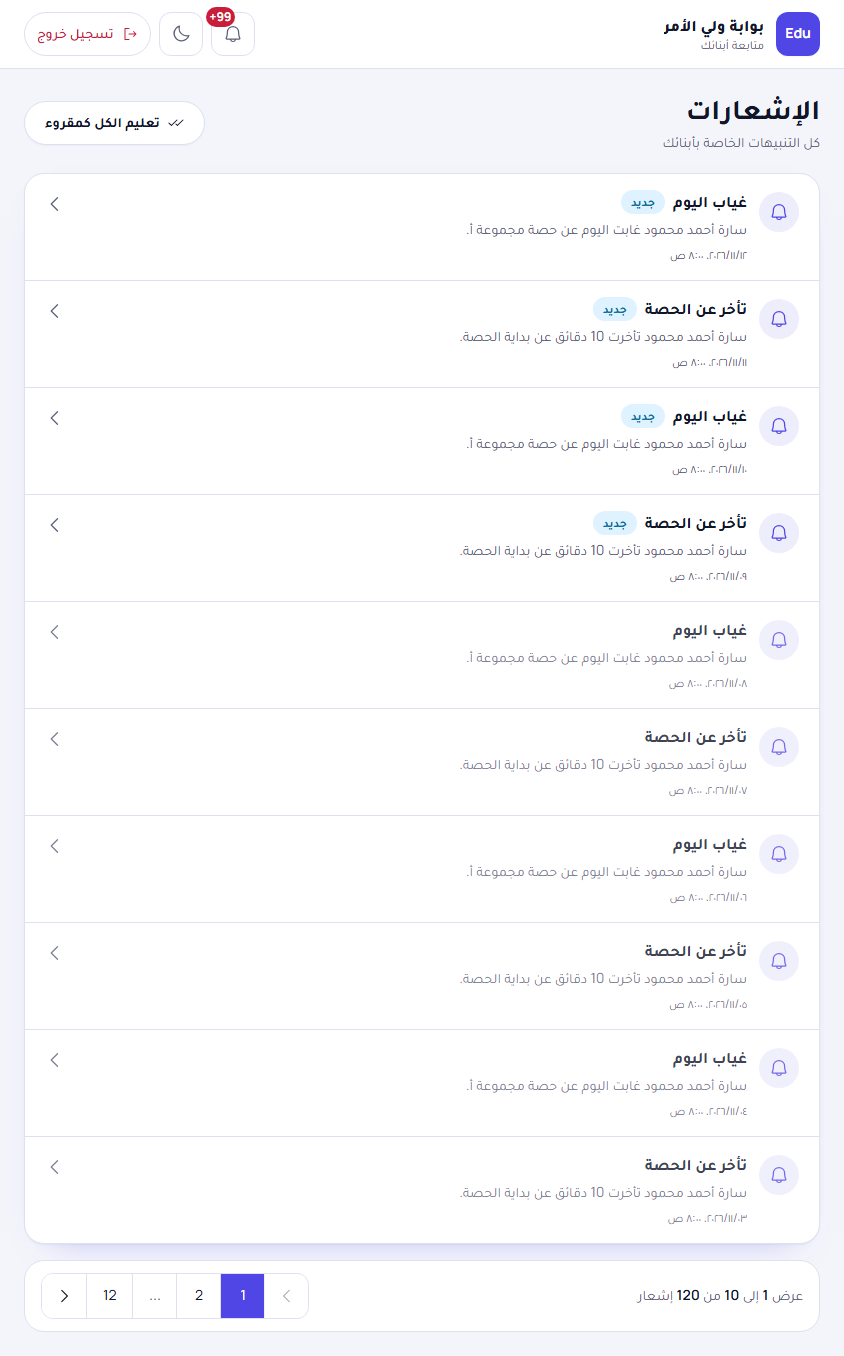 Edu
بوابة ولي الأمر
متابعة أبنائك
99+
تسجيل خروج
الإشعارات
كل التنبيهات الخاصة بأبنائك
تعليم الكل كمقروء
غياب اليوم جديد
سارة أحمد محمود غابت اليوم عن حصة مجموعة أ.
٢٠٢٦/١١/١٢، ٨:٠٠ ص
تأخر عن الحصة جديد
سارة أحمد محمود تأخرت 10 دقائق عن بداية الحصة.
٢٠٢٦/١١/١١، ٨:٠٠ ص
غياب اليوم جديد
سارة أحمد محمود غابت اليوم عن حصة مجموعة أ.
٢٠٢٦/١١/١٠، ٨:٠٠ ص
تأخر عن الحصة جديد
سارة أحمد محمود تأخرت 10 دقائق عن بداية الحصة.
٢٠٢٦/١١/٠٩، ٨:٠٠ ص
غياب اليوم
سارة أحمد محمود غابت اليوم عن حصة مجموعة أ.
٢٠٢٦/١١/٠٨، ٨:٠٠ ص
تأخر عن الحصة
سارة أحمد محمود تأخرت 10 دقائق عن بداية الحصة.
٢٠٢٦/١١/٠٧، ٨:٠٠ ص
غياب اليوم
سارة أحمد محمود غابت اليوم عن حصة مجموعة أ.
٢٠٢٦/١١/٠٦، ٨:٠٠ ص
تأخر عن الحصة
سارة أحمد محمود تأخرت 10 دقائق عن بداية الحصة.
٢٠٢٦/١١/٠٥، ٨:٠٠ ص
غياب اليوم
سارة أحمد محمود غابت اليوم عن حصة مجموعة أ.
٢٠٢٦/١١/٠٤، ٨:٠٠ ص
تأخر عن الحصة
سارة أحمد محمود تأخرت 10 دقائق عن بداية الحصة.
٢٠٢٦/١١/٠٣، ٨:٠٠ ص
عرض 1 إلى 10 من 120 إشعار
1 2 ... 12